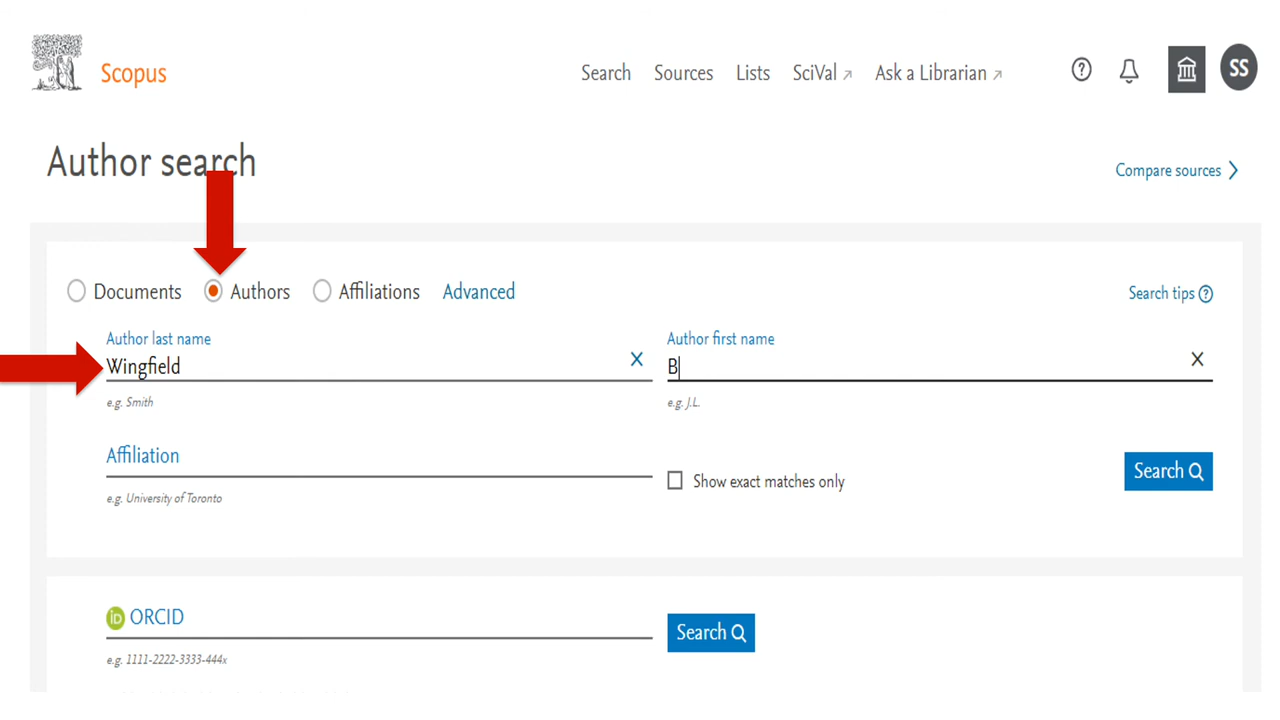 Scopus
Search Sources Lists SciVal ↗ Ask a Librarian ↗ ? SS
Author search
Compare sources >
Documents Authors Affiliations Advanced Search tips ?
Author last name Author first name
Wingfield X B X
e.g. Smith e.g. J.L.
Affiliation
Show exact matches only Search
e.g. University of Toronto
iD ORCID
Search
e.g. 1111-2222-3333-444x